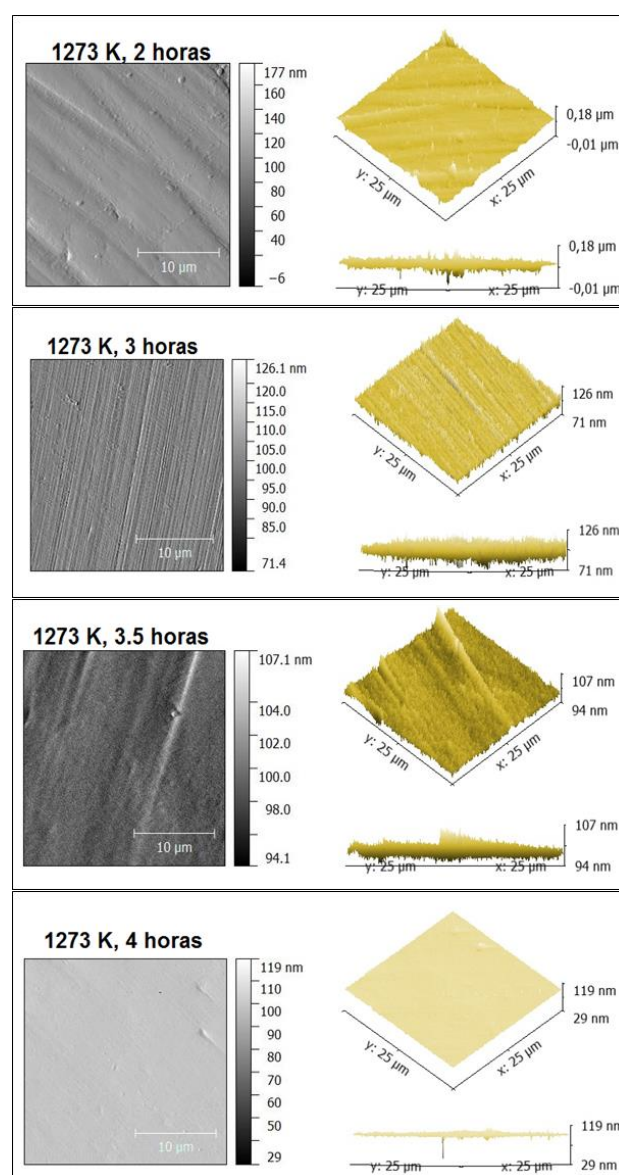 1273 K, 2 horas
177 nm
160
140
120
100
80
60
40
−6
10 µm
0,18 µm
-0,01 µm
y: 25 µm
x: 25 µm
0,18 µm
-0,01 µm
y: 25 µm
x: 25 µm
1273 K, 3 horas
126.1 nm
120.0
115.0
110.0
105.0
100.0
95.0
90.0
85.0
71.4
10 µm
126 nm
71 nm
y: 25 µm
x: 25 µm
126 nm
71 nm
y: 25 µm
x: 25 µm
1273 K, 3.5 horas
107.1 nm
104.0
102.0
100.0
98.0
94.1
10 µm
107 nm
94 nm
y: 25 µm
x: 25 µm
107 nm
94 nm
y: 25 µm
x: 25 µm
1273 K, 4 horas
119 nm
110
100
90
80
70
60
50
29
10 µm
119 nm
29 nm
y: 25 µm
x: 25 µm
119 nm
29 nm
y: 25 µm
x: 25 µm